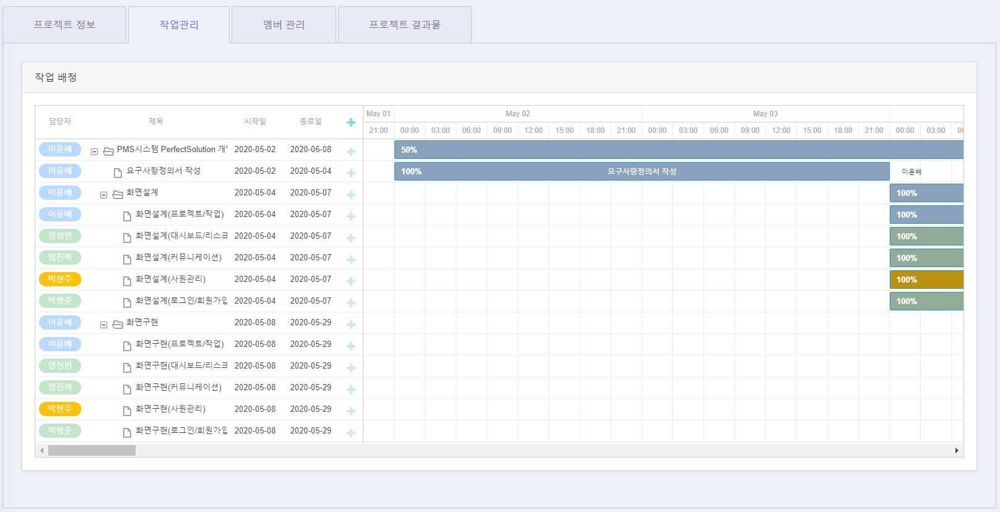 프로젝트 정보 작업관리 멤버 관리 프로젝트 결과물
작업 배정
담당자 제목 시작일 종료일 May 01 May 02 May 03
21:00 00:00 03:00 06:00 09:00 12:00 15:00 18:00 21:00 00:00 03:00 06:00 09:00 12:00 15:00 18:00 21:00 00:00 03:00
이윤배 PMS시스템 PerfectSolution 2020-05-02 2020-06-08 50%
이윤배 요구사항정의서 작성 2020-05-02 2020-05-04 100% 요구사항정의서 작성 이윤배
이윤배 화면설계 2020-05-04 2020-05-07 100%
이윤배 화면설계(프로젝트/작업) 2020-05-04 2020-05-07 100%
임성빈 화면설계(대시보드/리스크 2020-05-04 2020-05-07 100%
임진혁 화면설계(커뮤니케이션) 2020-05-04 2020-05-07 100%
박현주 화면설계(사원관리) 2020-05-04 2020-05-07 100%
박형준 화면설계(로그인/회원가입 2020-05-04 2020-05-07 100%
이윤배 화면구현 2020-05-08 2020-05-29
이윤배 화면구현(프로젝트/작업) 2020-05-08 2020-05-29
임성빈 화면구현(대시보드/리스크 2020-05-08 2020-05-29
임진혁 화면구현(커뮤니케이션) 2020-05-08 2020-05-29
박현주 화면구현(사원관리) 2020-05-08 2020-05-29
박형준 화면구현(로그인/회원가입 2020-05-08 2020-05-29